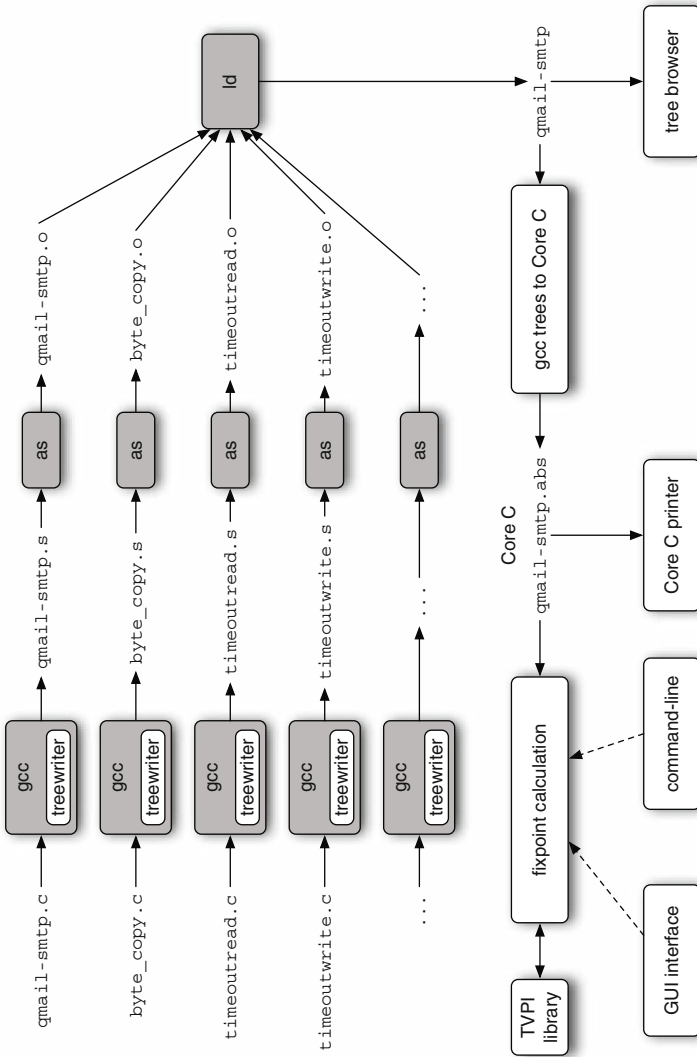 qmail-smtp.c
gcc
treewriter
qmail-smtp.s
as
qmail-smtp.o
byte_copy.c
gcc
treewriter
byte_copy.s
as
byte_copy.o
timeoutread.c
gcc
treewriter
timeoutread.s
as
timeoutread.o
ld
timeoutwrite.c
gcc
treewriter
timeoutwrite.s
as
timeoutwrite.o
...
gcc
treewriter
...
as
...
Core C
TVPI
library
fixpoint calculation
qmail-smtp.abs
gcc trees to Core C
qmail-smtp
GUI interface
command-line
Core C printer
tree browser